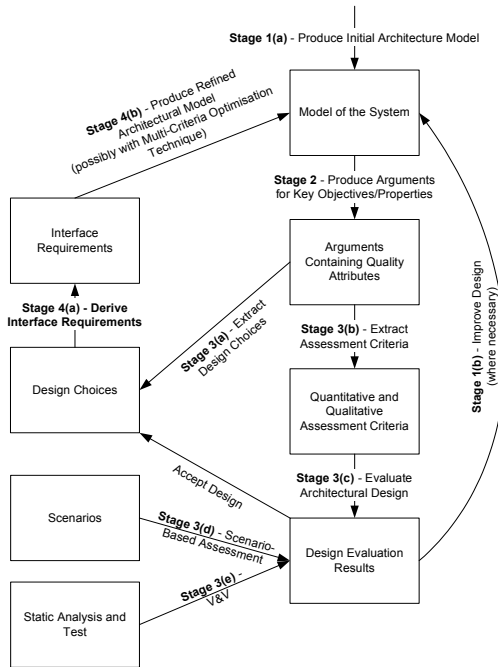 Stage 1(a) - Produce Initial Architecture Model
Stage 4(b) - Produce Refined
Architectural Model
(possibly with Multi-Criteria Optimisation
Technique)
Model of the System
Stage 2 - Produce Arguments
for Key Objectives/Properties
Interface
Requirements
Arguments
Containing Quality
Attributes
Stage 4(a) - Derive
Interface Requirements
Stage 3(a) - Extract
Design Choices
Stage 3(b) - Extract
Assessment Criteria
Stage 1(b) - Improve Design
(where necessary)
Design Choices
Quantitative and
Qualitative
Assessment Criteria
Accept Design
Stage 3(c) - Evaluate
Architectural Design
Scenarios
Stage 3(d) - Scenario-
Based Assessment
Design Evaluation
Results
Stage 3(e) -
V&V
Static Analysis and
Test